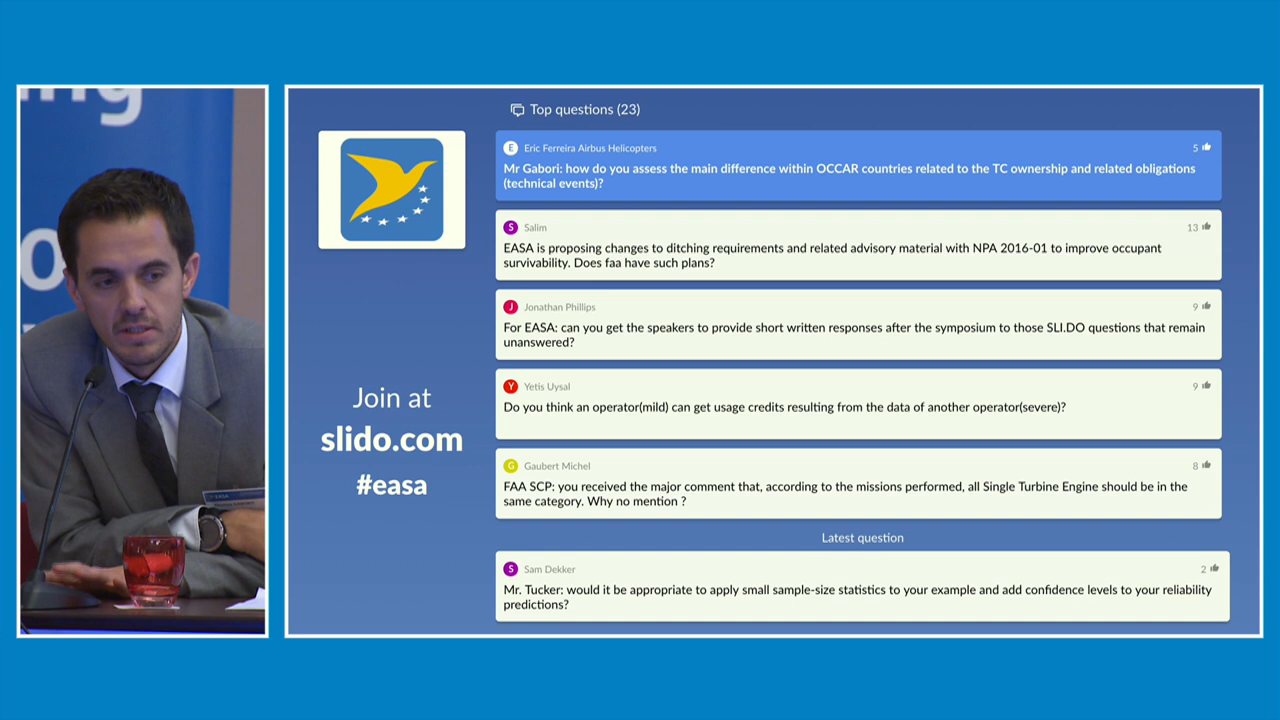 ng
o
Top questions (23)
E Eric Ferreira Airbus Helicopters 5
Mr Gabori: how do you assess the main difference within OCCAR countries related to the TC ownership and related obligations
(technical events)?
S Salim 13
EASA is proposing changes to ditching requirements and related advisory material with NPA 2016-01 to improve occupant
survivability. Does faa have such plans?
J Jonathan Phillips 9
For EASA: can you get the speakers to provide short written responses after the symposium to those SLI.DO questions that remain
unanswered?
Y Yetis Uysal 9
Do you think an operator(mild) can get usage credits resulting from the data of another operator(severe)?
G Gaubert Michel 8
FAA SCP: you received the major comment that, according to the missions performed, all Single Turbine Engine should be in the
same category. Why no mention ?
Latest question
S Sam Dekker 2
Mr. Tucker: would it be appropriate to apply small sample-size statistics to your example and add confidence levels to your reliability
predictions?
Join at
slido.com
#easa